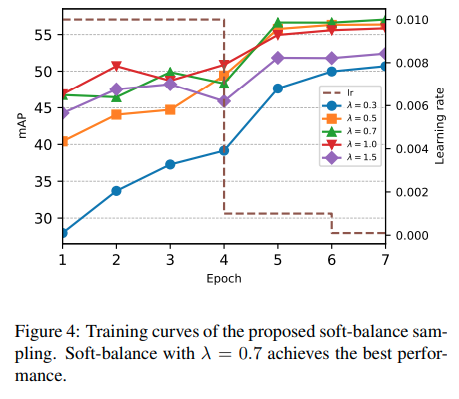 55
50
45
40
35
30
mAP
0.010
0.008
0.006
0.004
0.002
0.000
Learning rate
lr
λ = 0.3
λ = 0.5
λ = 0.7
λ = 1.0
λ = 1.5
1 2 3 4 5 6 7
Epoch
Figure 4: Training curves of the proposed soft-balance sam-
pling. Soft-balance with λ = 0.7 achieves the best perfor-
mance.